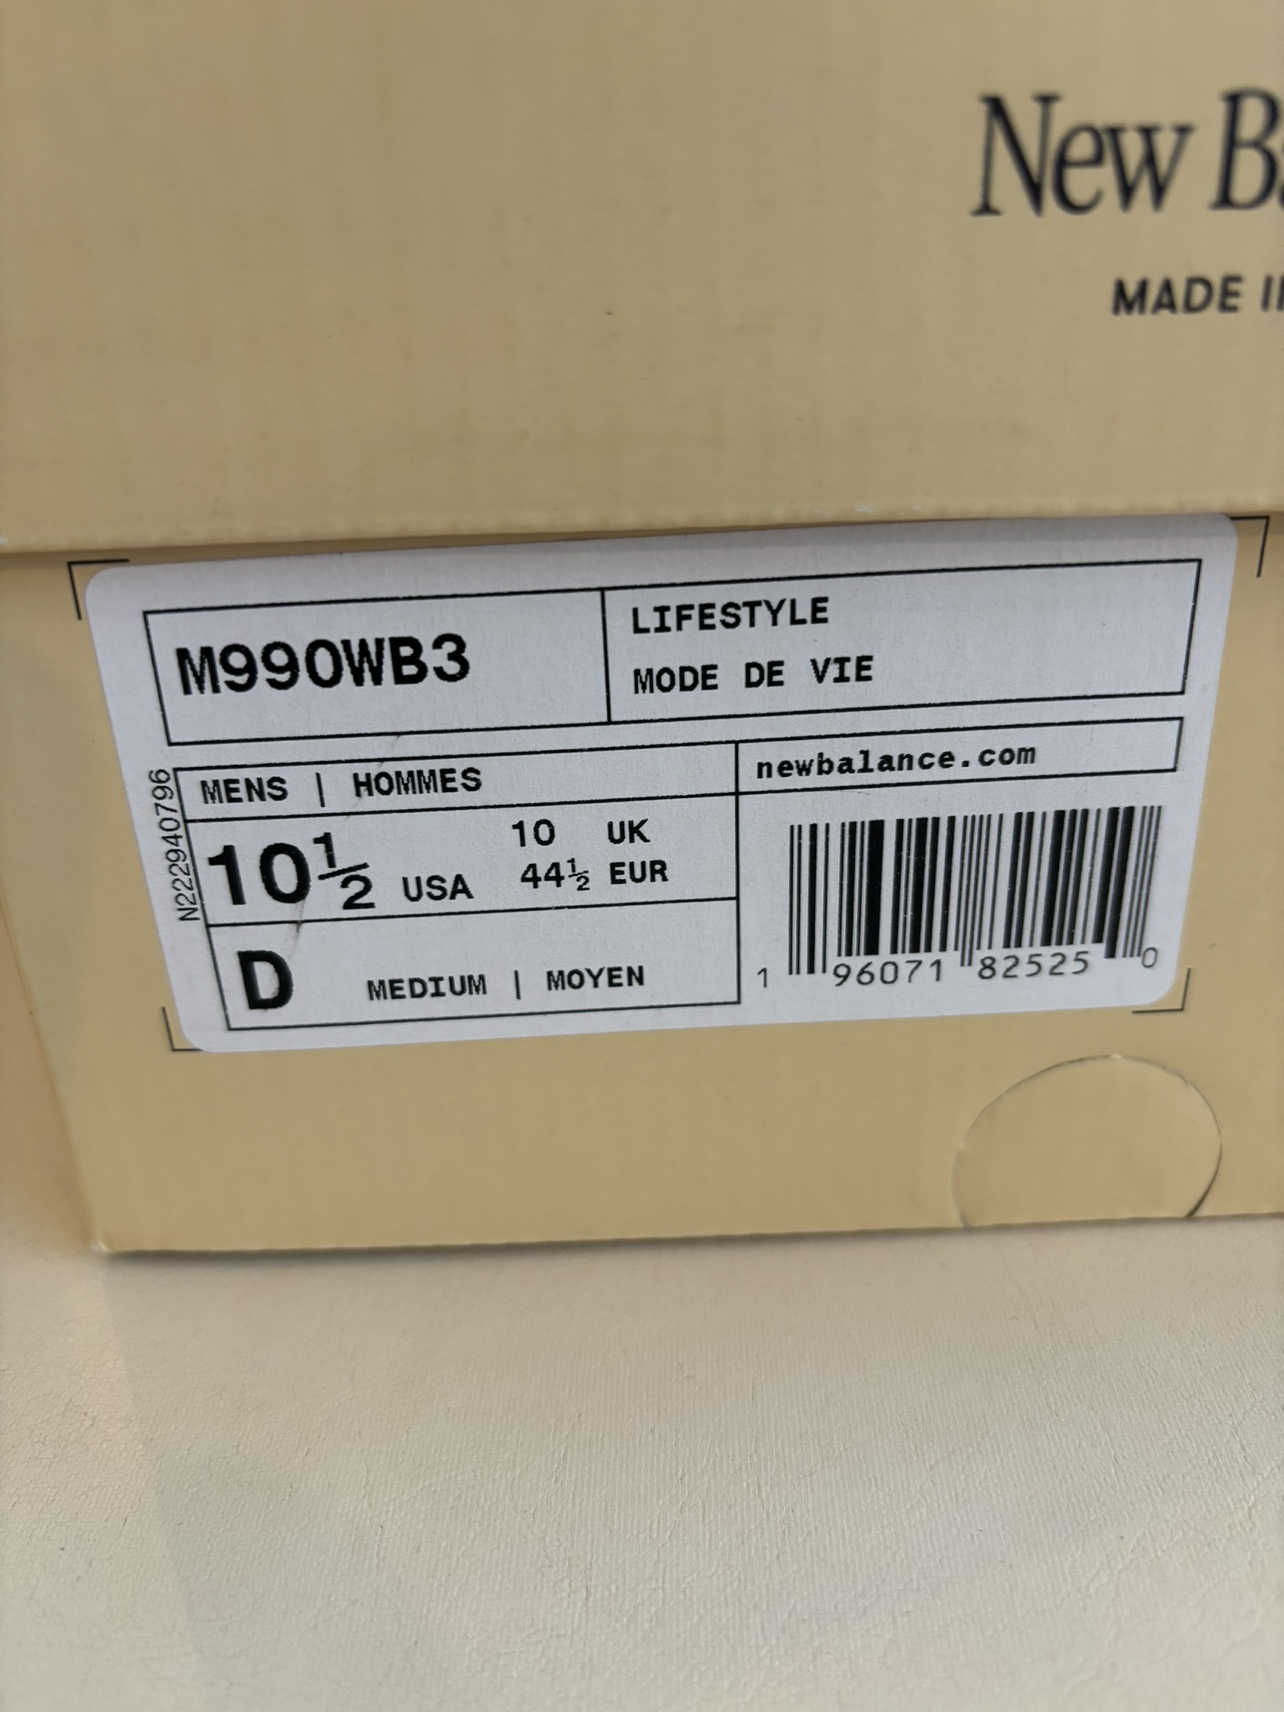 New B
MADE
M990WB3
LIFESTYLE
MODE DE VIE
MENS | HOMMES
newbalance.com
10½ USA
10 UK
44½ EUR
D MEDIUM | MOYEN
N222940796
1 96071 82525 0